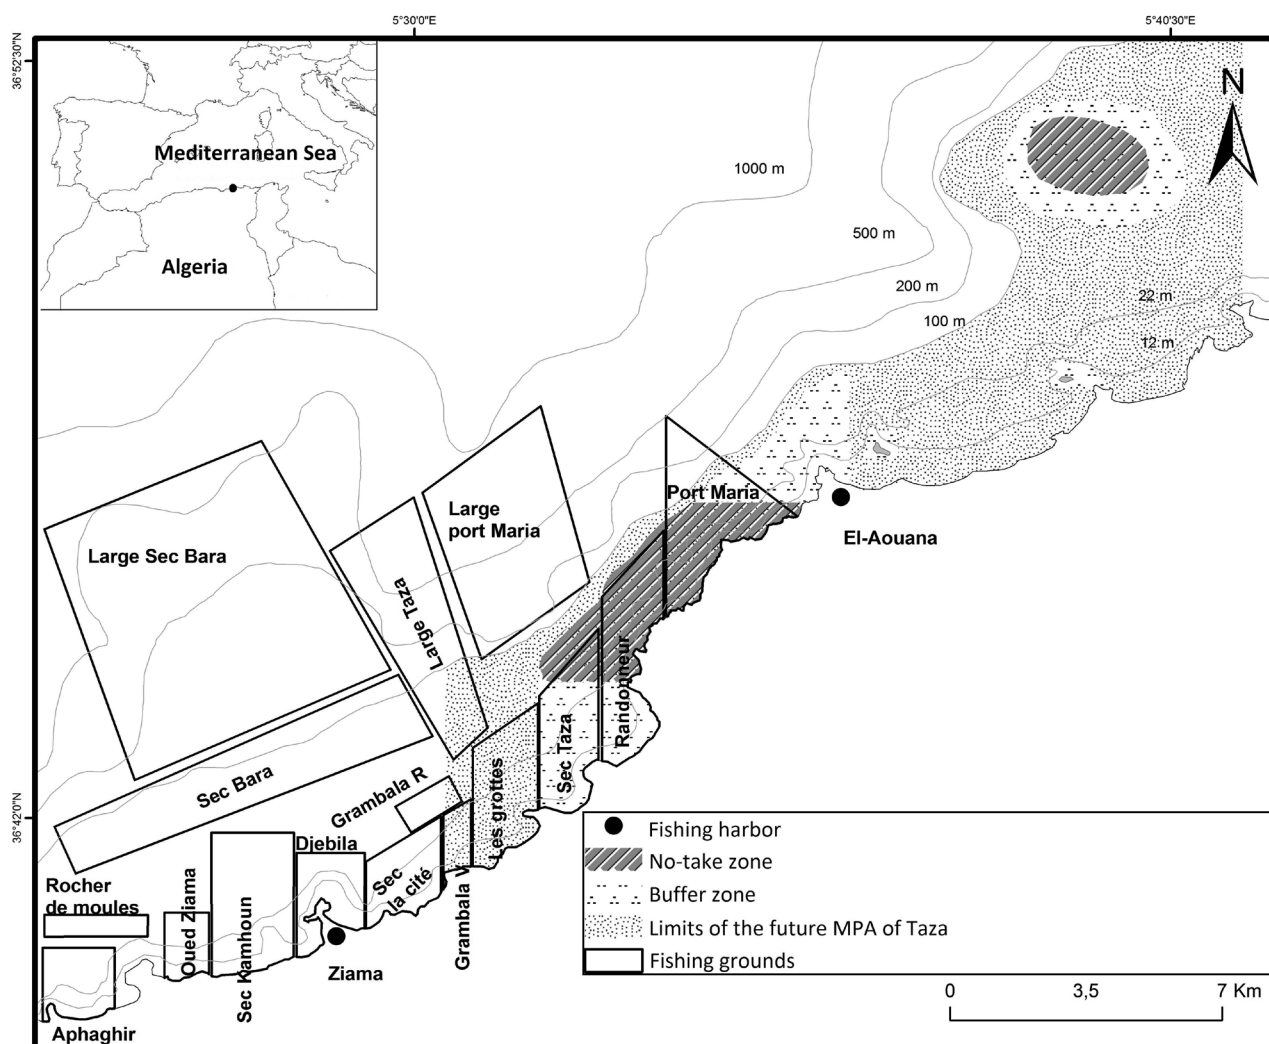 5°30'0"E
5°40'30"E
36°52'30"N
N
Mediterranean Sea
Algeria
1000 m
500 m
200 m
100 m
22 m
12 m
Port Maria
Large
port Maria
Large Sec Bara
Large Taza
El-Aouana
Randonneur
Sec Taza
Les grottes
Sec Bara
Grambala R
36°42'0"N
Djebila
Sec
la cité
Grambala V
Rocher
de moules
Oued Ziama
Sec Kamhoun
Ziama
Aphaghir
Fishing harbor
No-take zone
Buffer zone
Limits of the future MPA of Taza
Fishing grounds
0 3,5 7 Km